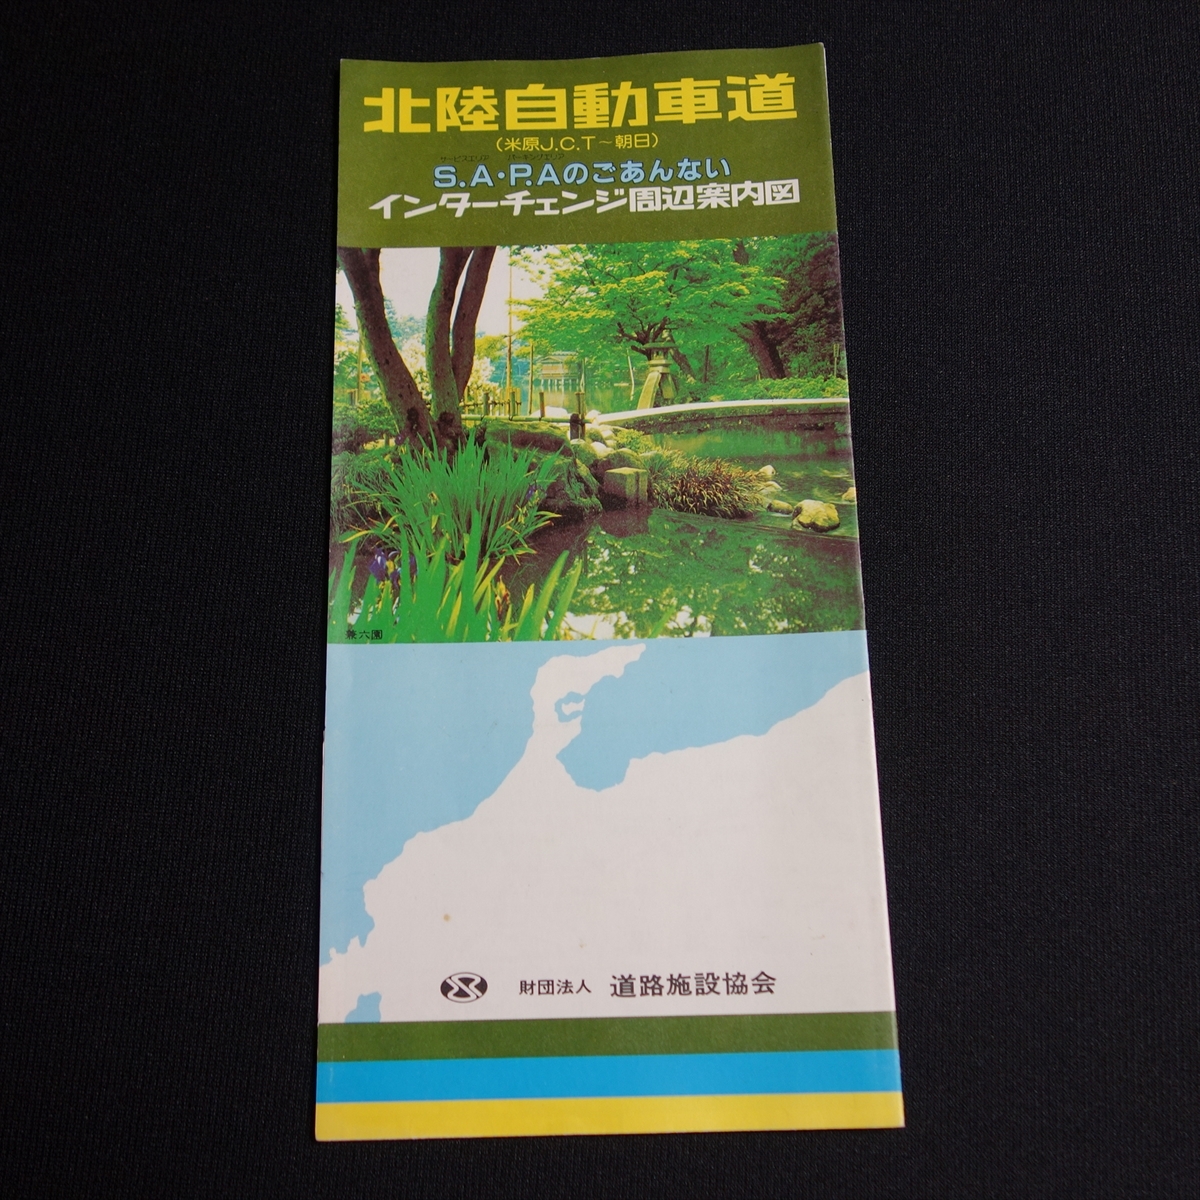 北陸自動車道
(米原J.C.T～朝日)
サービスエリア パーキングエリア
S.A・P.Aのごあんない
インターチェンジ周辺案内図
兼六園
財団法人 道路施設協会